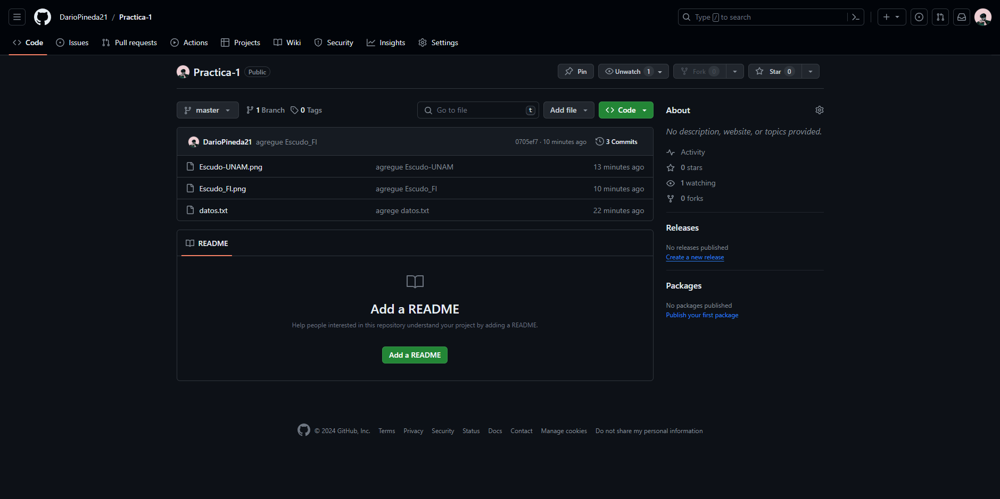 DarioPineda21 / Practica-1
Type / to search
Code Issues Pull requests Actions Projects Wiki Security Insights Settings
Practica-1 Public
Pin Unwatch 1 Fork 0 Star 0
master 1 Branch 0 Tags Go to file t Add file Code
DarioPineda21 agregue Escudo_FI 0705ef7 · 10 minutes ago 3 Commits
Escudo-UNAM.png agregue Escudo-UNAM 13 minutes ago
Escudo_FI.png agregue Escudo_FI 10 minutes ago
datos.txt agrege datos.txt 22 minutes ago
README
Add a README
Help people interested in this repository understand your project by adding a README.
Add a README
About
No description, website, or topics provided.
Activity
0 stars
1 watching
0 forks
Releases
No releases published
Create a new release
Packages
No packages published
Publish your first package
© 2024 GitHub, Inc. Terms Privacy Security Status Docs Contact Manage cookies Do not share my personal information